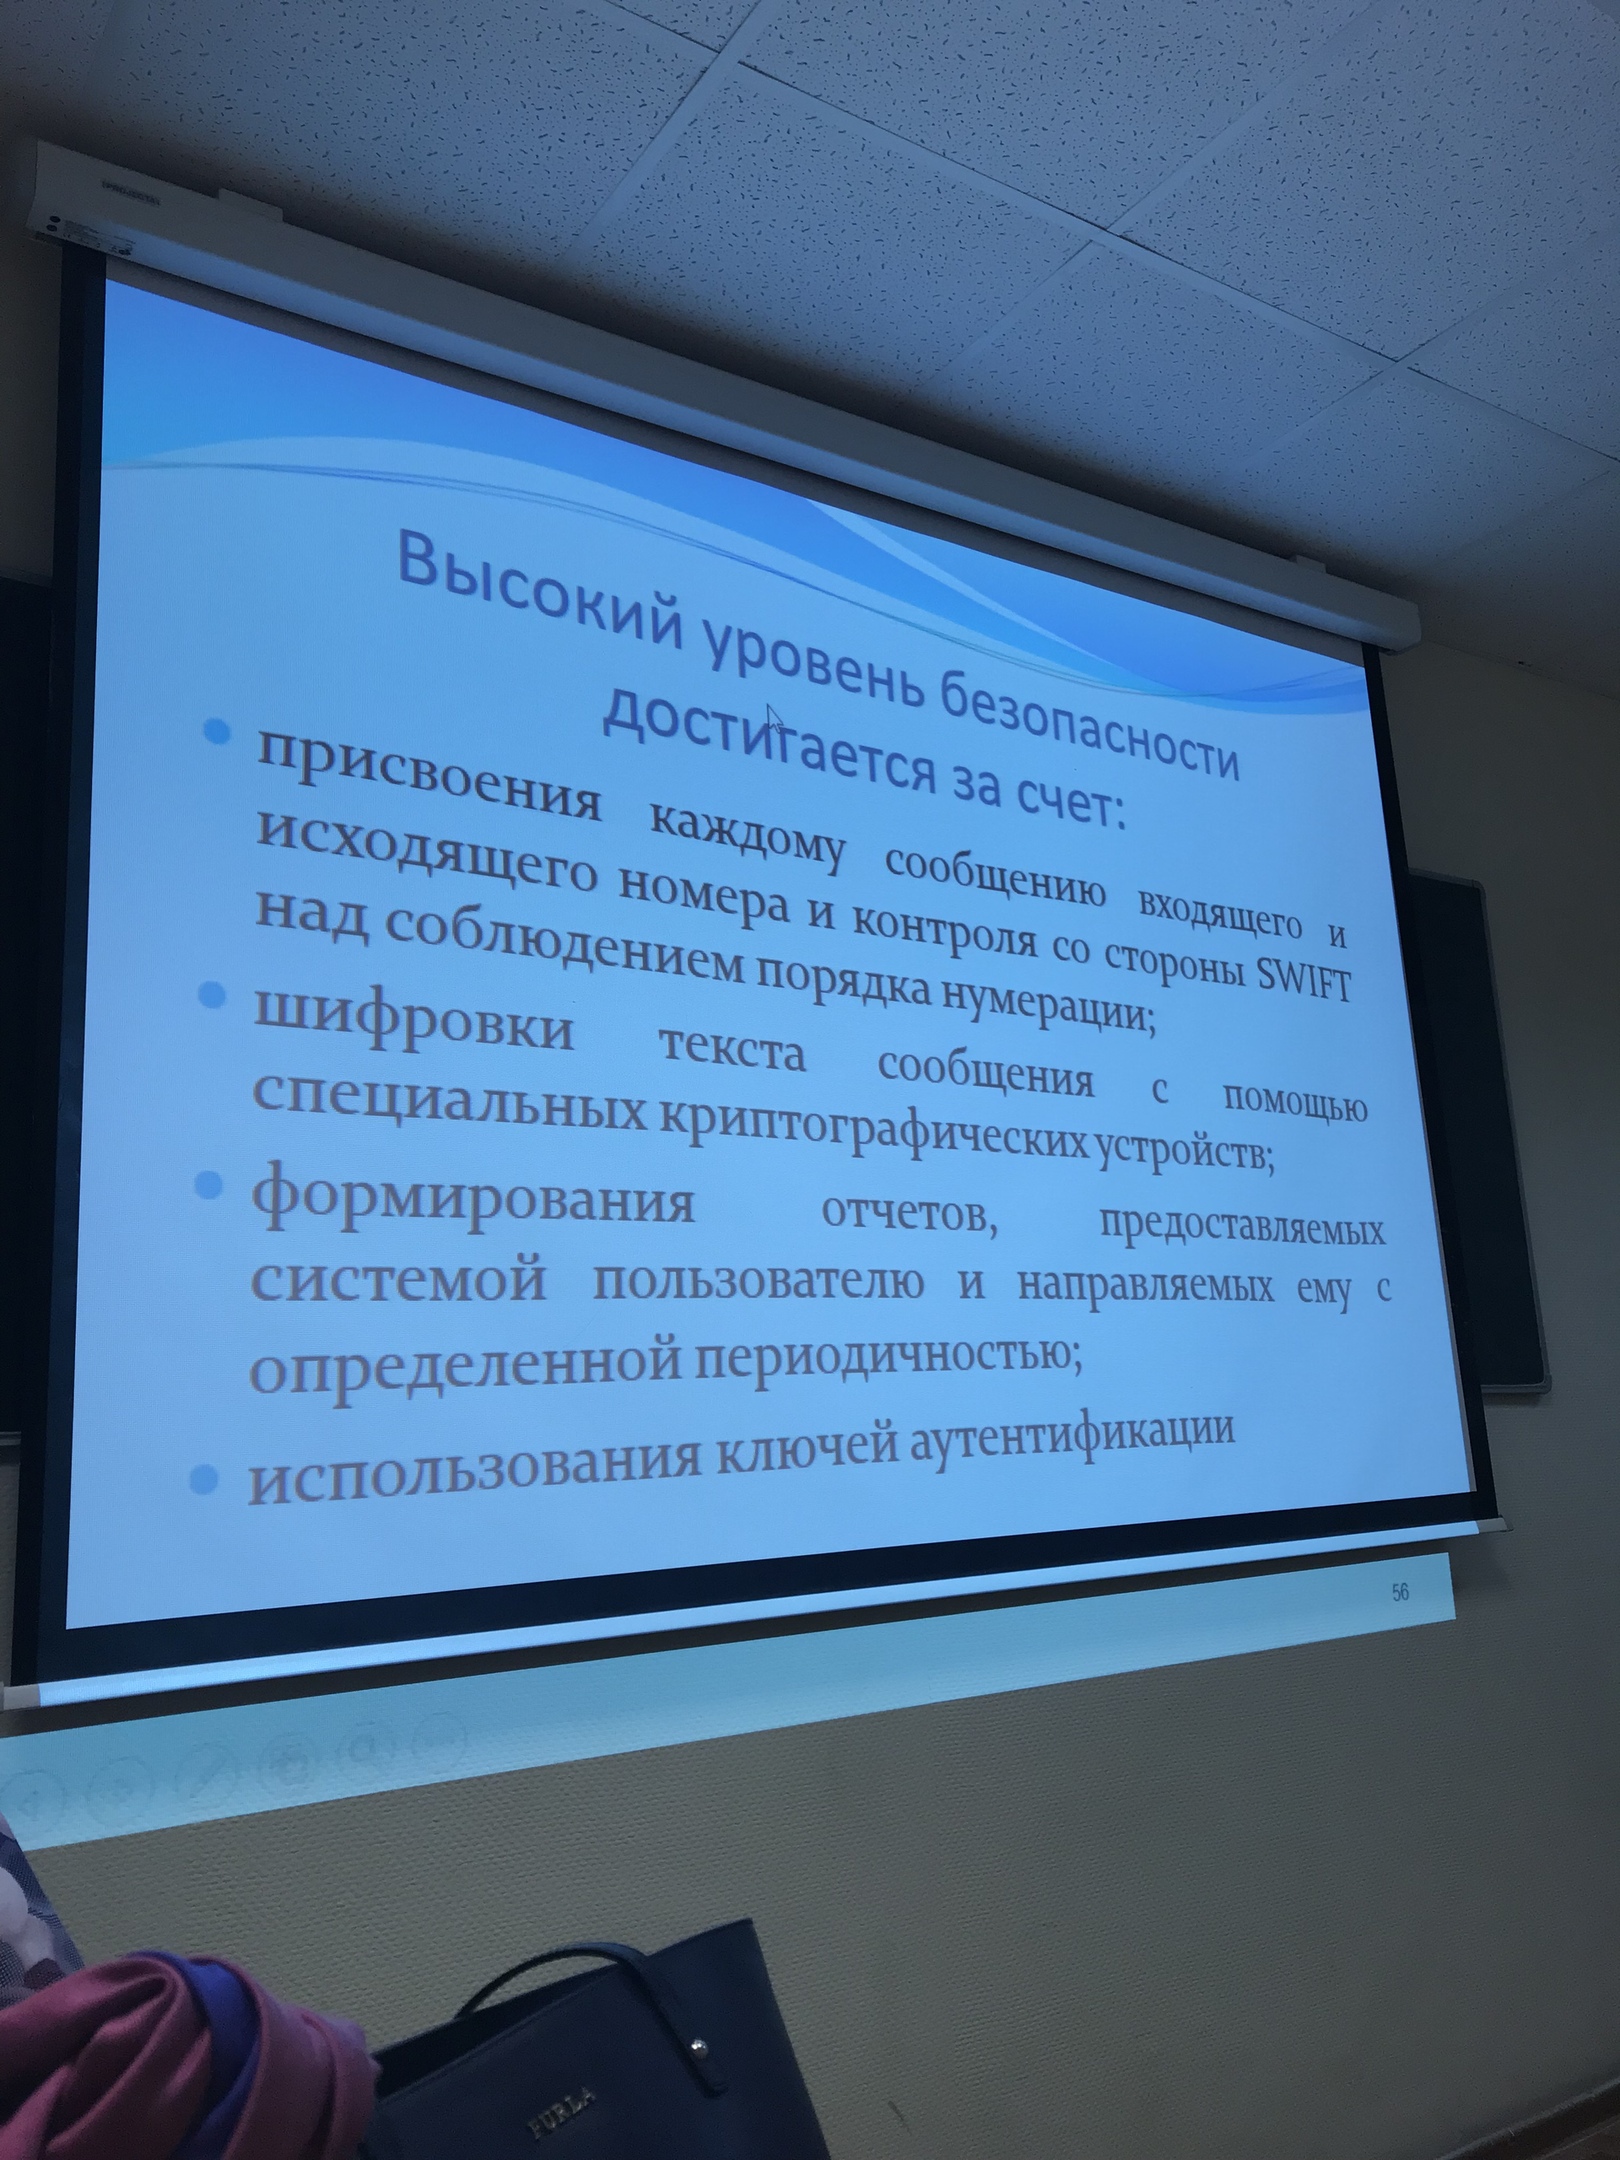 PROJECTA
Высокий уровень безопасности
достигается за счет:
присвоения каждому сообщению входящего и
исходящего номера и контроля со стороны SWIFT
над соблюдением порядка нумерации;
шифровки текста сообщения с помощью
специальных криптографических устройств;
формирования отчетов, предоставляемых
системой пользователю и направляемых ему с
определенной периодичностью;
использования ключей аутентификации
56
FURLA